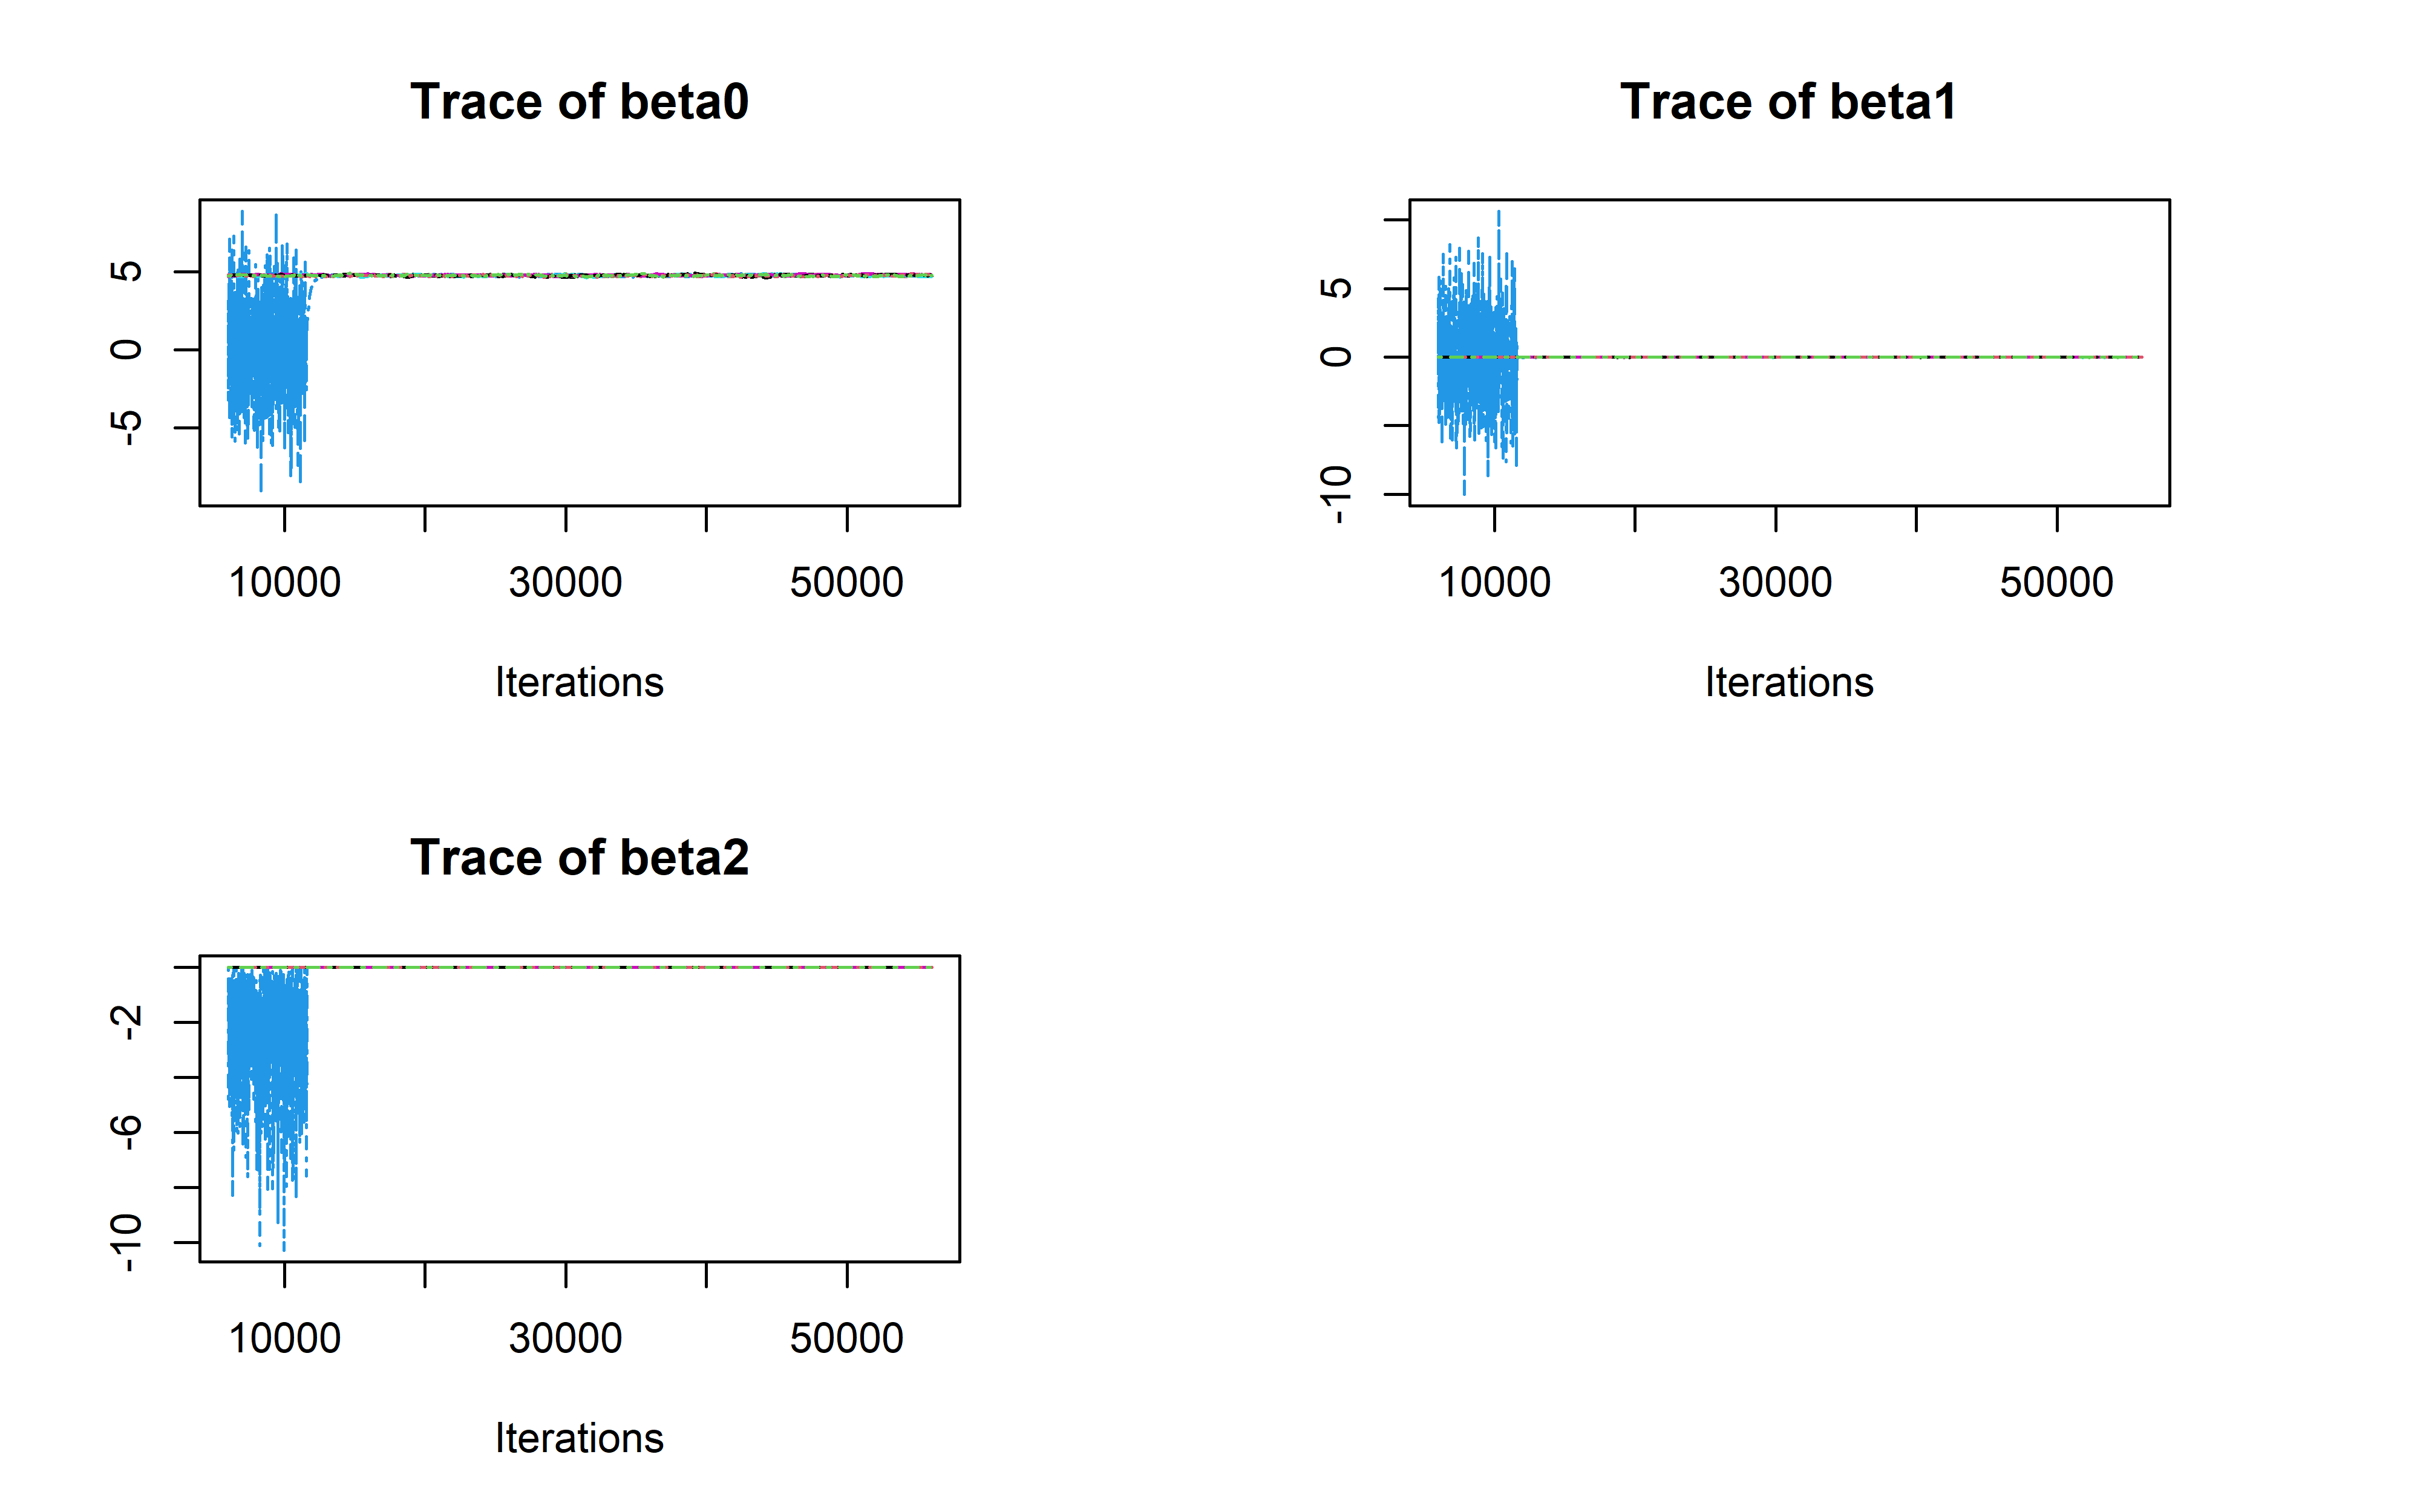 Trace of beta0
5
0
-5
10000 30000 50000
Iterations
Trace of beta1
5
0
-10
10000 30000 50000
Iterations
Trace of beta2
-2
-6
-10
10000 30000 50000
Iterations